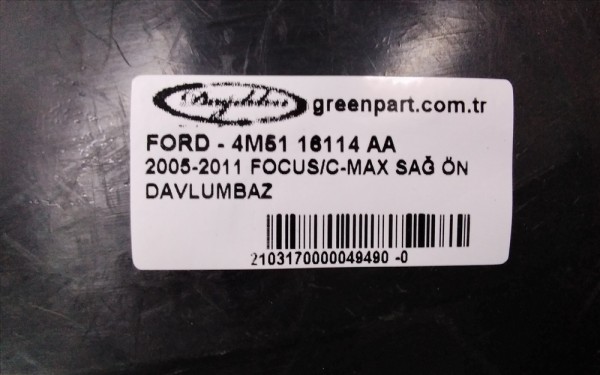 greenpart.com.tr
FORD - 4M51 16114 AA
2005-2011 FOCUS/C-MAX SAĞ ÖN
DAVLUMBAZ
2103170000049490 -0